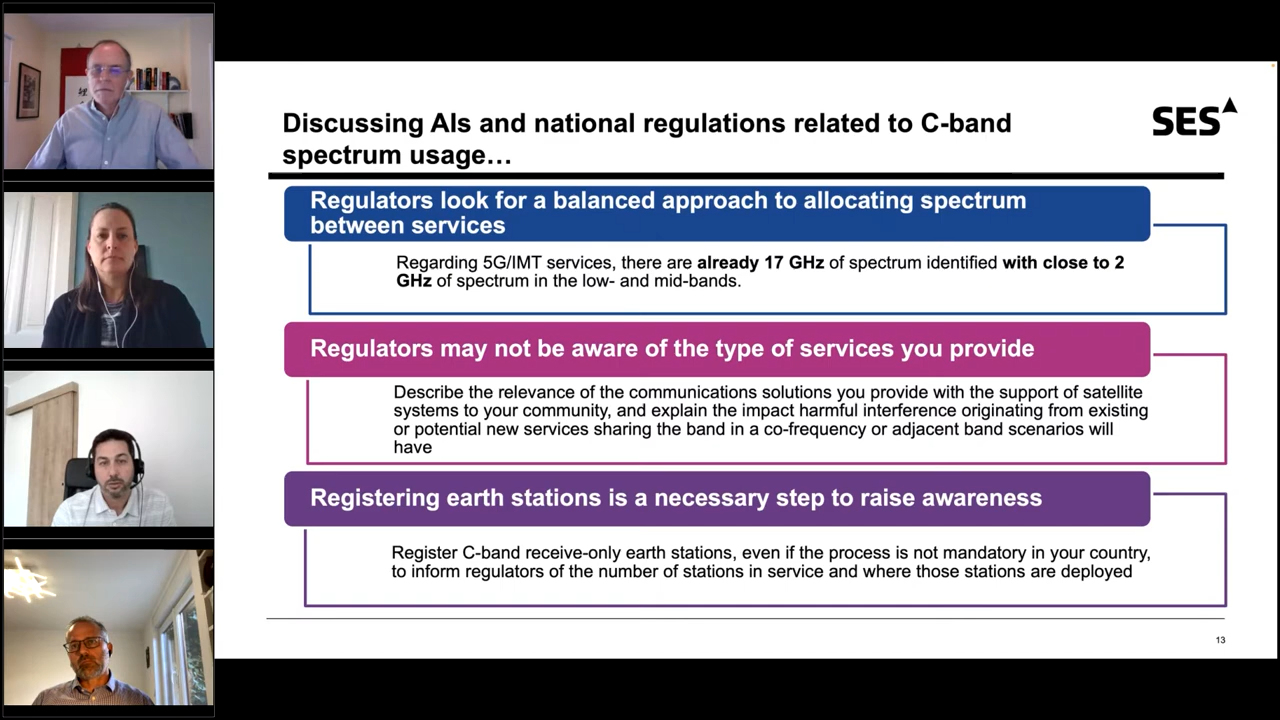 Discussing AIs and national regulations related to C-band
spectrum usage…
SES
Regulators look for a balanced approach to allocating spectrum
between services
Regarding 5G/IMT services, there are already 17 GHz of spectrum identified with close to 2
GHz of spectrum in the low- and mid-bands.
Regulators may not be aware of the type of services you provide
Describe the relevance of the communications solutions you provide with the support of satellite
systems to your community, and explain the impact harmful interference originating from existing
or potential new services sharing the band in a co-frequency or adjacent band scenarios will
have
Registering earth stations is a necessary step to raise awareness
Register C-band receive-only earth stations, even if the process is not mandatory in your country,
to inform regulators of the number of stations in service and where those stations are deployed
13